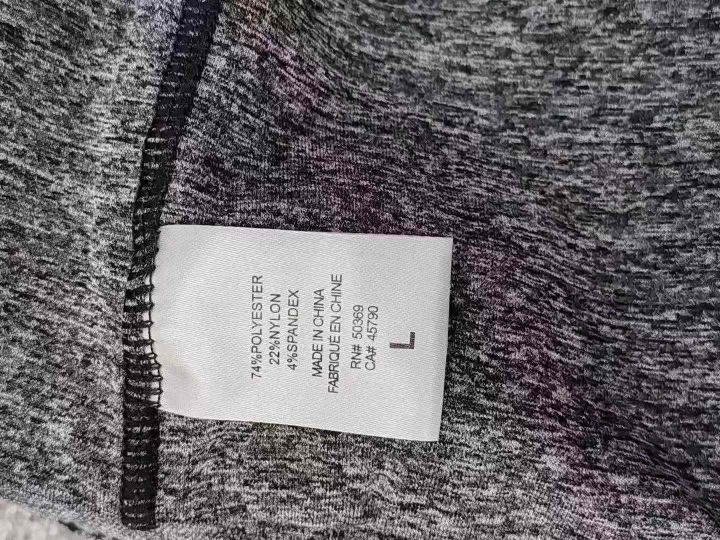 74%POLYESTER
22%NYLON
4%SPANDEX
MADE IN CHINA
FABRIQUE EN CHINE
RN# 50369
CA# 45790
L